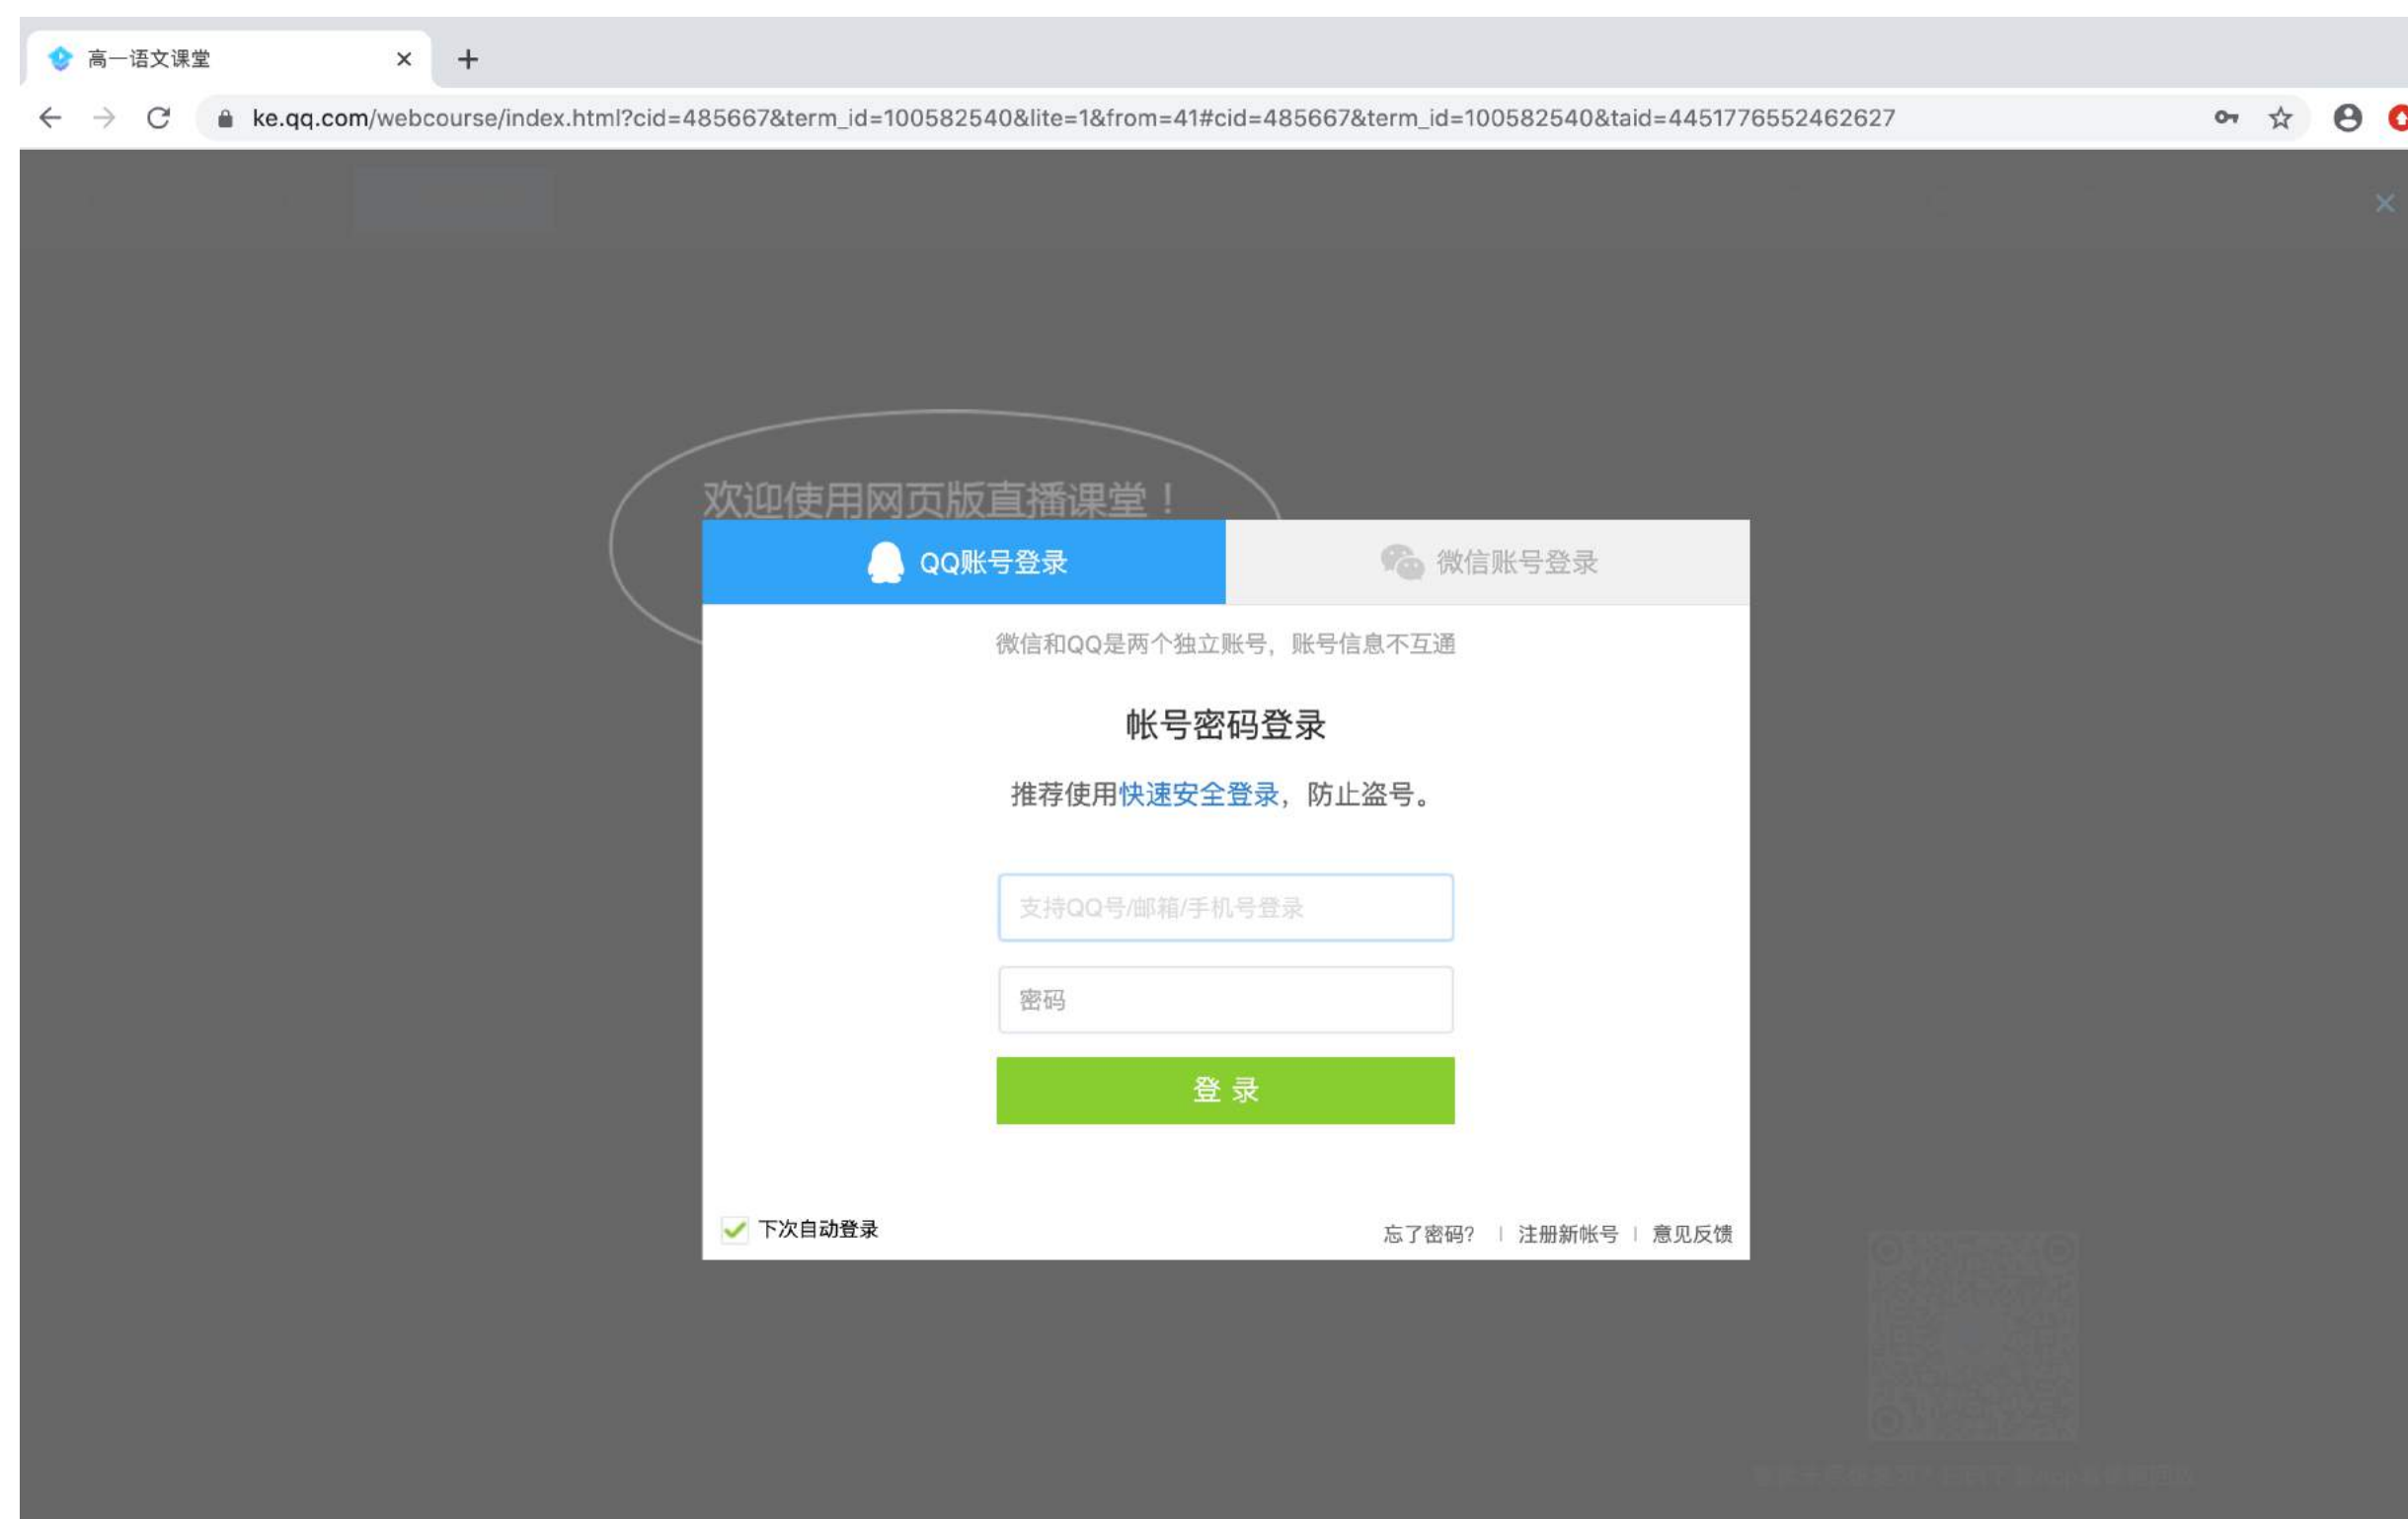 高一语文课堂
ke.qq.com/webcourse/index.html?cid=485667&term_id=100582540&lite=1&from=41#cid=485667&term_id=100582540&taid=4451776552462627
欢迎使用网页版直播课堂！
QQ账号登录
微信账号登录
微信和QQ是两个独立账号，账号信息不互通
帐号密码登录
推荐使用快速安全登录，防止盗号。
支持QQ号/邮箱/手机号登录
密码
登 录
下次自动登录
忘了密码？ | 注册新帐号 | 意见反馈